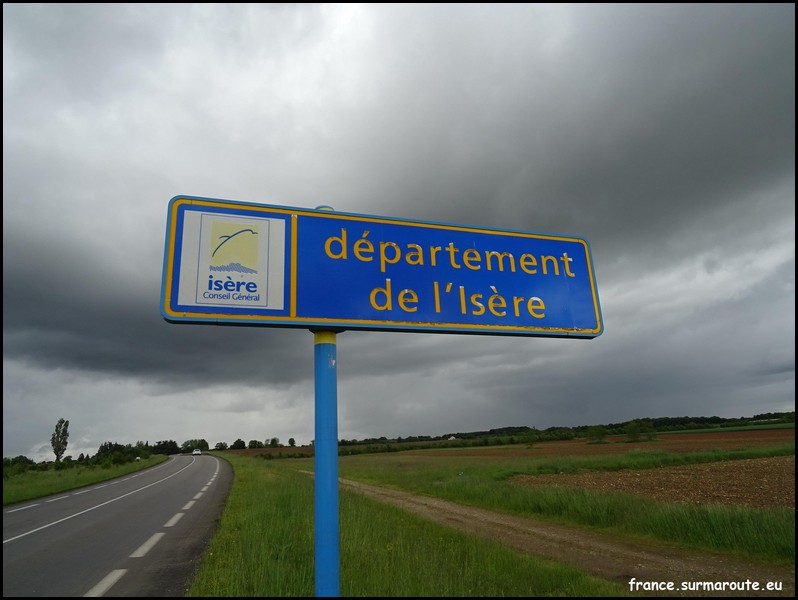 isère
Conseil Général
département
de l'Isère
france.surmaroute.eu